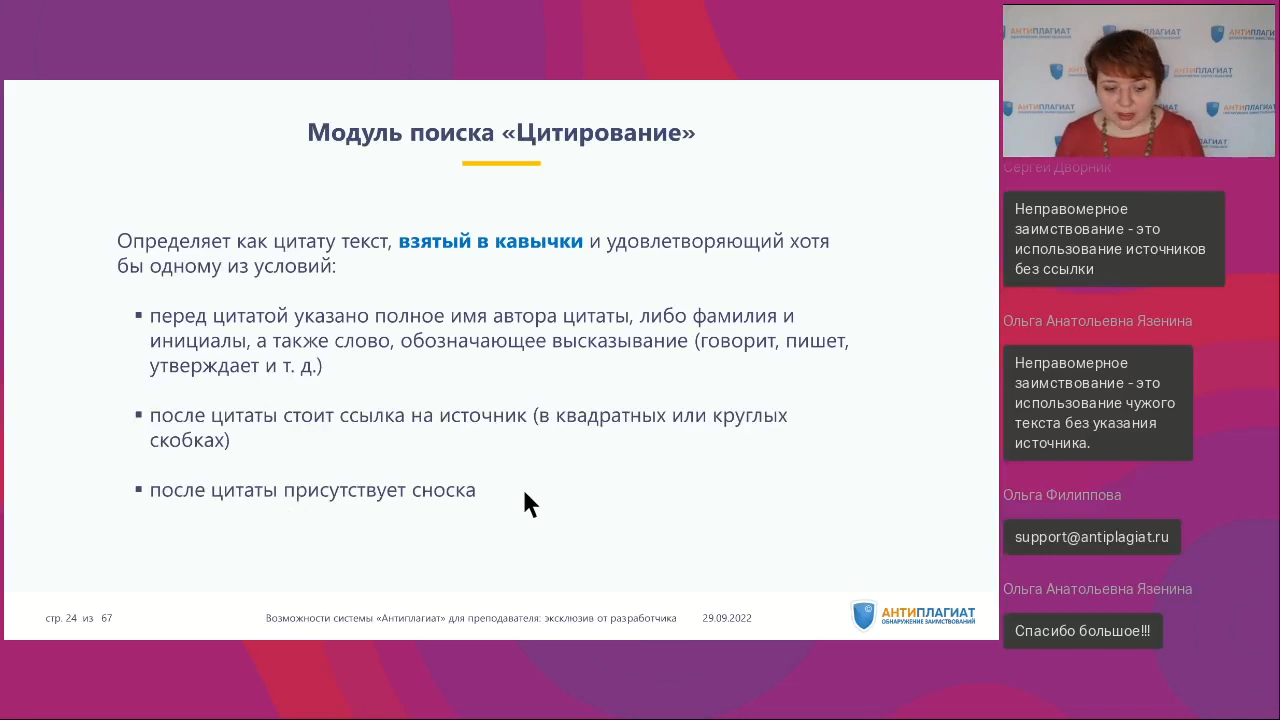 Модуль поиска «Цитирование»
Определяет как цитату текст, взятый в кавычки и удовлетворяющий хотя
бы одному из условий:
▪ перед цитатой указано полное имя автора цитаты, либо фамилия и
инициалы, а также слово, обозначающее высказывание (говорит, пишет,
утверждает и т. д.)
▪ после цитаты стоит ссылка на источник (в квадратных или круглых
скобках)
▪ после цитаты присутствует сноска
стр. 24 из 67
Возможности системы «Антиплагиат» для преподавателя: эксклюзив от разработчика
29.09.2022
АНТИПЛАГИАТ
ОБНАРУЖЕНИЕ ЗАИМСТВОВАНИЙ
АНТИПЛАГИАТ
АНТИПЛАГИАТ
АНТИПЛАГИАТ
Сергей Дворник
Неправомерное
заимствование - это
использование источников
без ссылки
Ольга Анатольевна Язенина
Неправомерное
заимствование - это
использование чужого
текста без указания
источника.
Ольга Филиппова
support@antiplagiat.ru
Ольга Анатольевна Язенина
Спасибо большое!!!